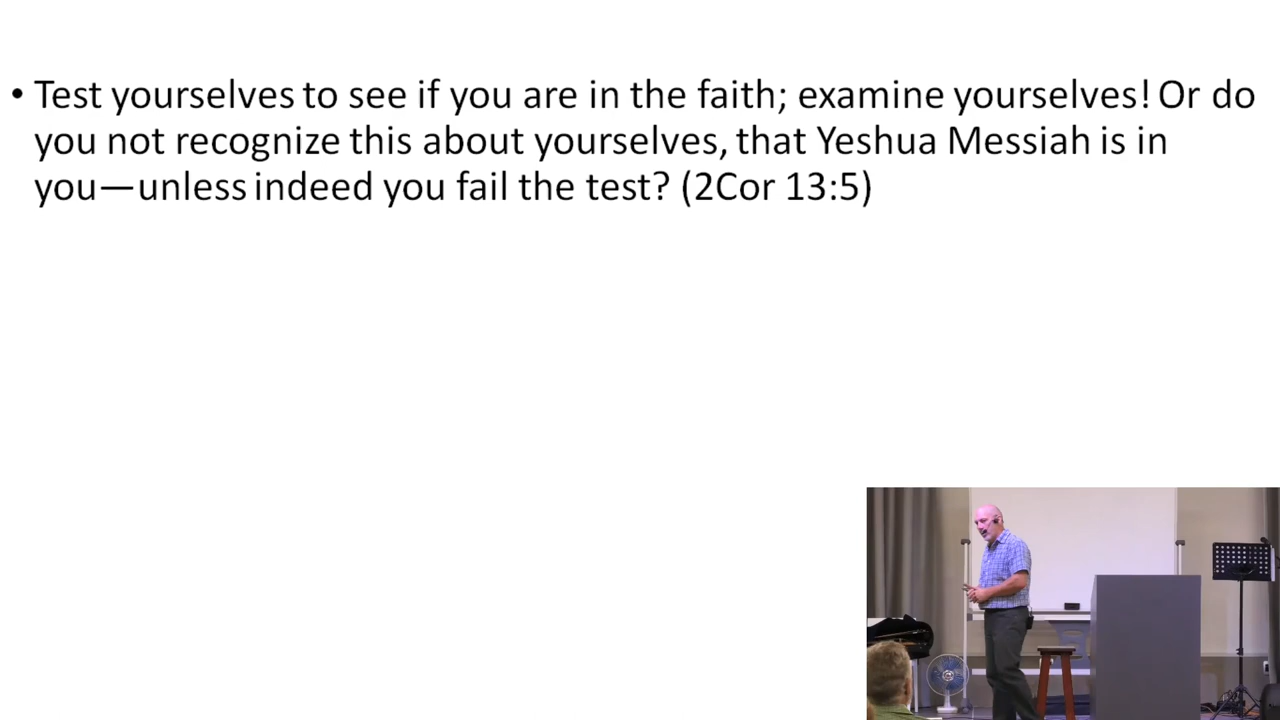 • Test yourselves to see if you are in the faith; examine yourselves! Or do
you not recognize this about yourselves, that Yeshua Messiah is in
you—unless indeed you fail the test? (2Cor 13:5)